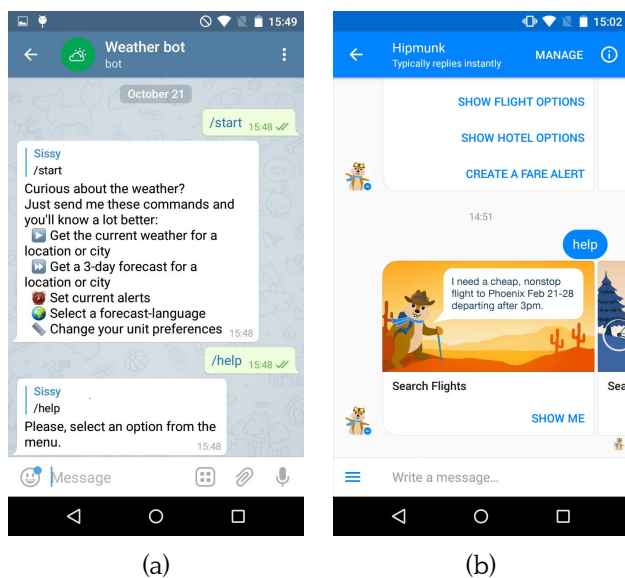 15:49
Weather bot
bot
October 21
/start 15:48
Sissy
/start
Curious about the weather?
Just send me these commands and
you'll know a lot better:
Get the current weather for a
location or city
Get a 3-day forecast for a
location or city
Set current alerts
Select a forecast-language
Change your unit preferences 15:48
/help 15:48
Sissy
/help
Please, select an option from the
menu. 15:48
Message
(a)
15:02
Hipmunk
Typically replies instantly
MANAGE
SHOW FLIGHT OPTIONS
SHOW HOTEL OPTIONS
CREATE A FARE ALERT
14:51
help
I need a cheap, nonstop
flight to Phoenix Feb 21-28
departing after 3pm.
Search Flights
Sea
SHOW ME
Write a message...
(b)